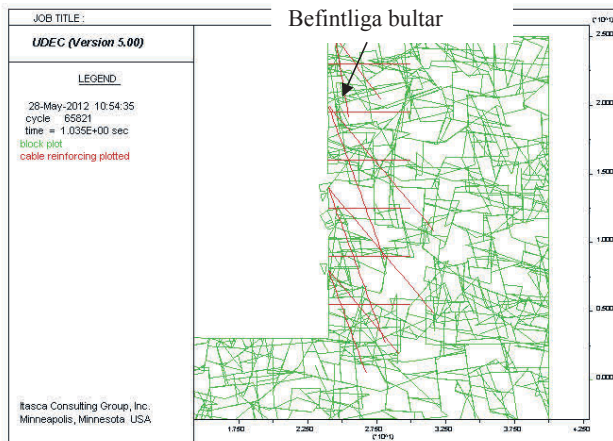 Befintliga bultar
JOB TITLE :
UDEC (Version 5.00)
LEGEND
28-May-2012 10:54:35
cycle 65821
time = 1.035E+00 sec
block plot
cable reinforcing plotted
Itasca Consulting Group, Inc.
Minneapolis, Minnesota USA
(*10^1)
2.500
2.000
1.500
1.000
0.500
0.000
1.750 2.250 2.750 3.250 3.750 4.250
(*10^1)